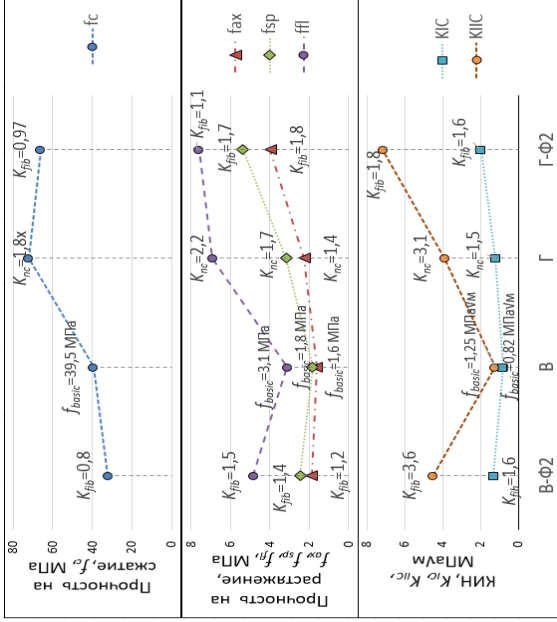 Прочность на
сжатие, fc, МПа
80
60
40
20
0
Kfib=0,8
fbasic=39,5 МПа
Knc=1,8x
Kfib=0,97
fc
Прочность на
растяжение,
fax, fsp, ffl, МПа
8
6
4
2
0
Kfib=1,5
Kfib=1,4
Kfib=1,2
fbasic=3,1 МПа
fbasic=1,8 МПа
fbasic=1,6 МПа
Knc=2,2
Knc=1,7
Knc=1,4
Kfib=1,1
Kfib=1,7
Kfib=1,8
fax
fsp
ffl
КИН, KIC, KIIC,
МПа√м
8
6
4
2
0
Kfib=3,6
Kfib=1,6
fbasic=1,25 МПа√м
fbasic=0,82 МПа√м
Knc=3,1
Knc=1,5
Kfib=1,8
Kfib=1,6
KIC
KIIC
В-Ф2
В
Г
Г-Ф2